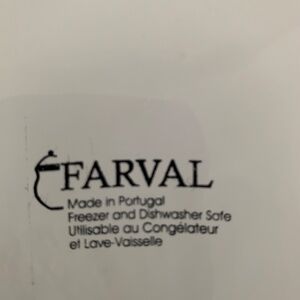 FARVAL
Made in Portugal
Freezer and Dishwasher Safe
Utilisable au Congélateur
et Lave-Vaisselle